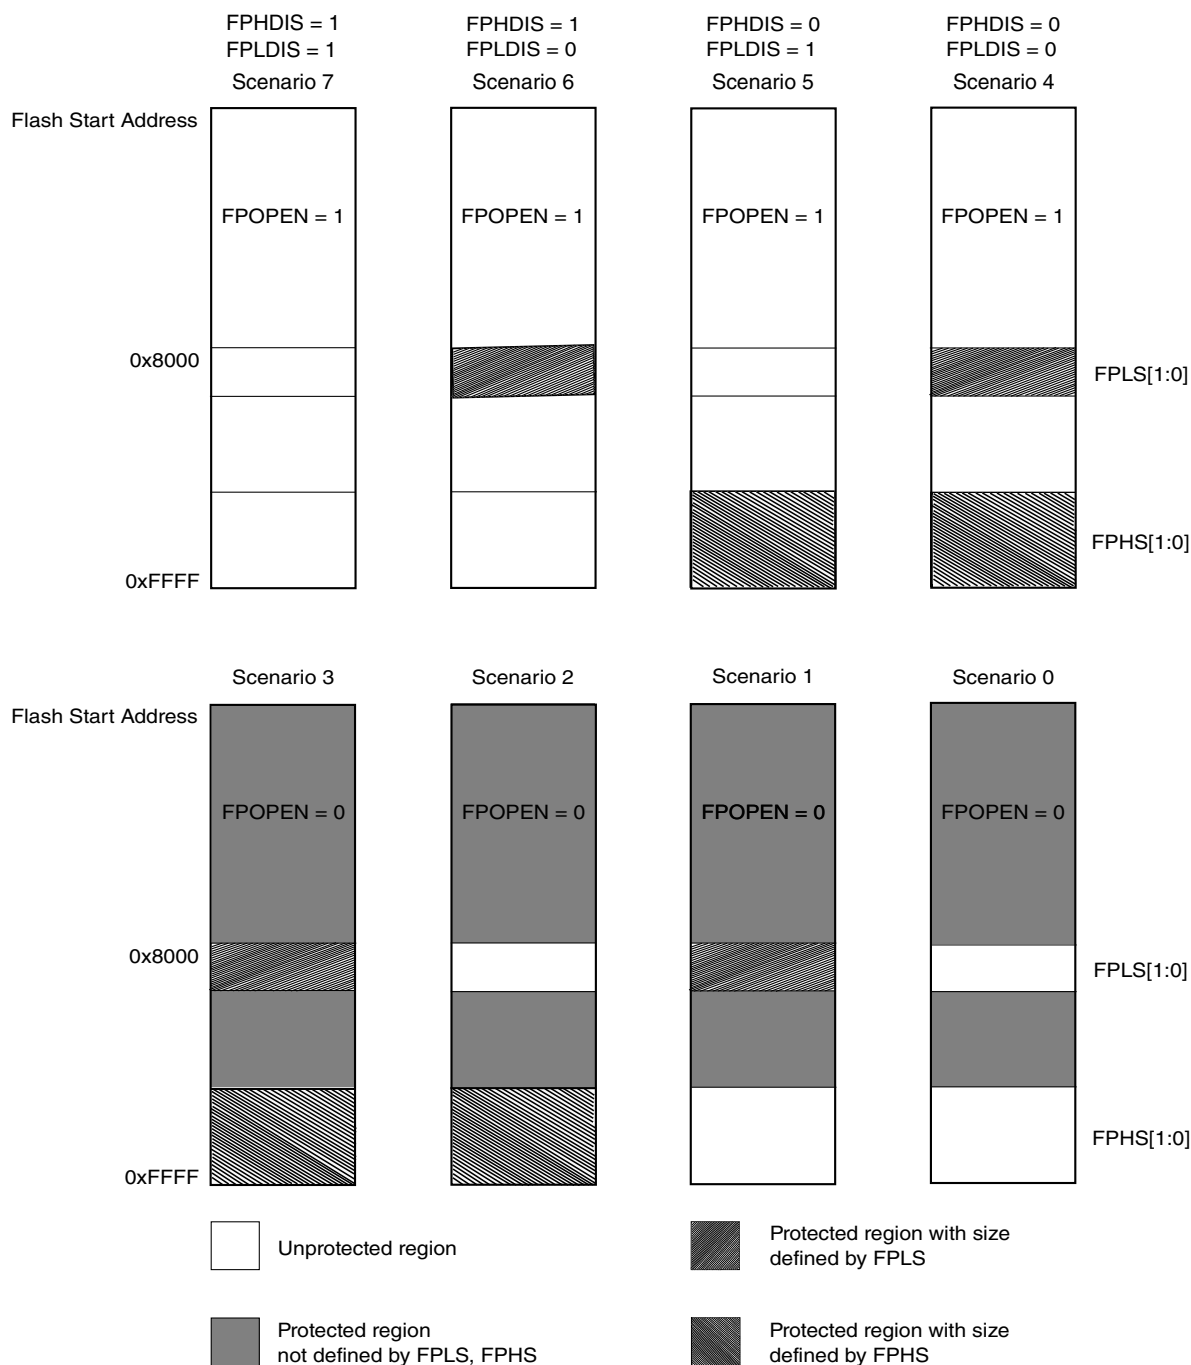 FPHDIS = 1
FPLDIS = 1
Scenario 7
FPHDIS = 1
FPLDIS = 0
Scenario 6
FPHDIS = 0
FPLDIS = 1
Scenario 5
FPHDIS = 0
FPLDIS = 0
Scenario 4
Flash Start Address
FPOPEN = 1
FPOPEN = 1
FPOPEN = 1
FPOPEN = 1
0x8000
FPLS[1:0]
FPHS[1:0]
0xFFFF
Scenario 3
Scenario 2
Scenario 1
Scenario 0
Flash Start Address
FPOPEN = 0
FPOPEN = 0
FPOPEN = 0
FPOPEN = 0
0x8000
FPLS[1:0]
FPHS[1:0]
0xFFFF
Unprotected region
Protected region with size
defined by FPLS
Protected region
not defined by FPLS, FPHS
Protected region with size
defined by FPHS